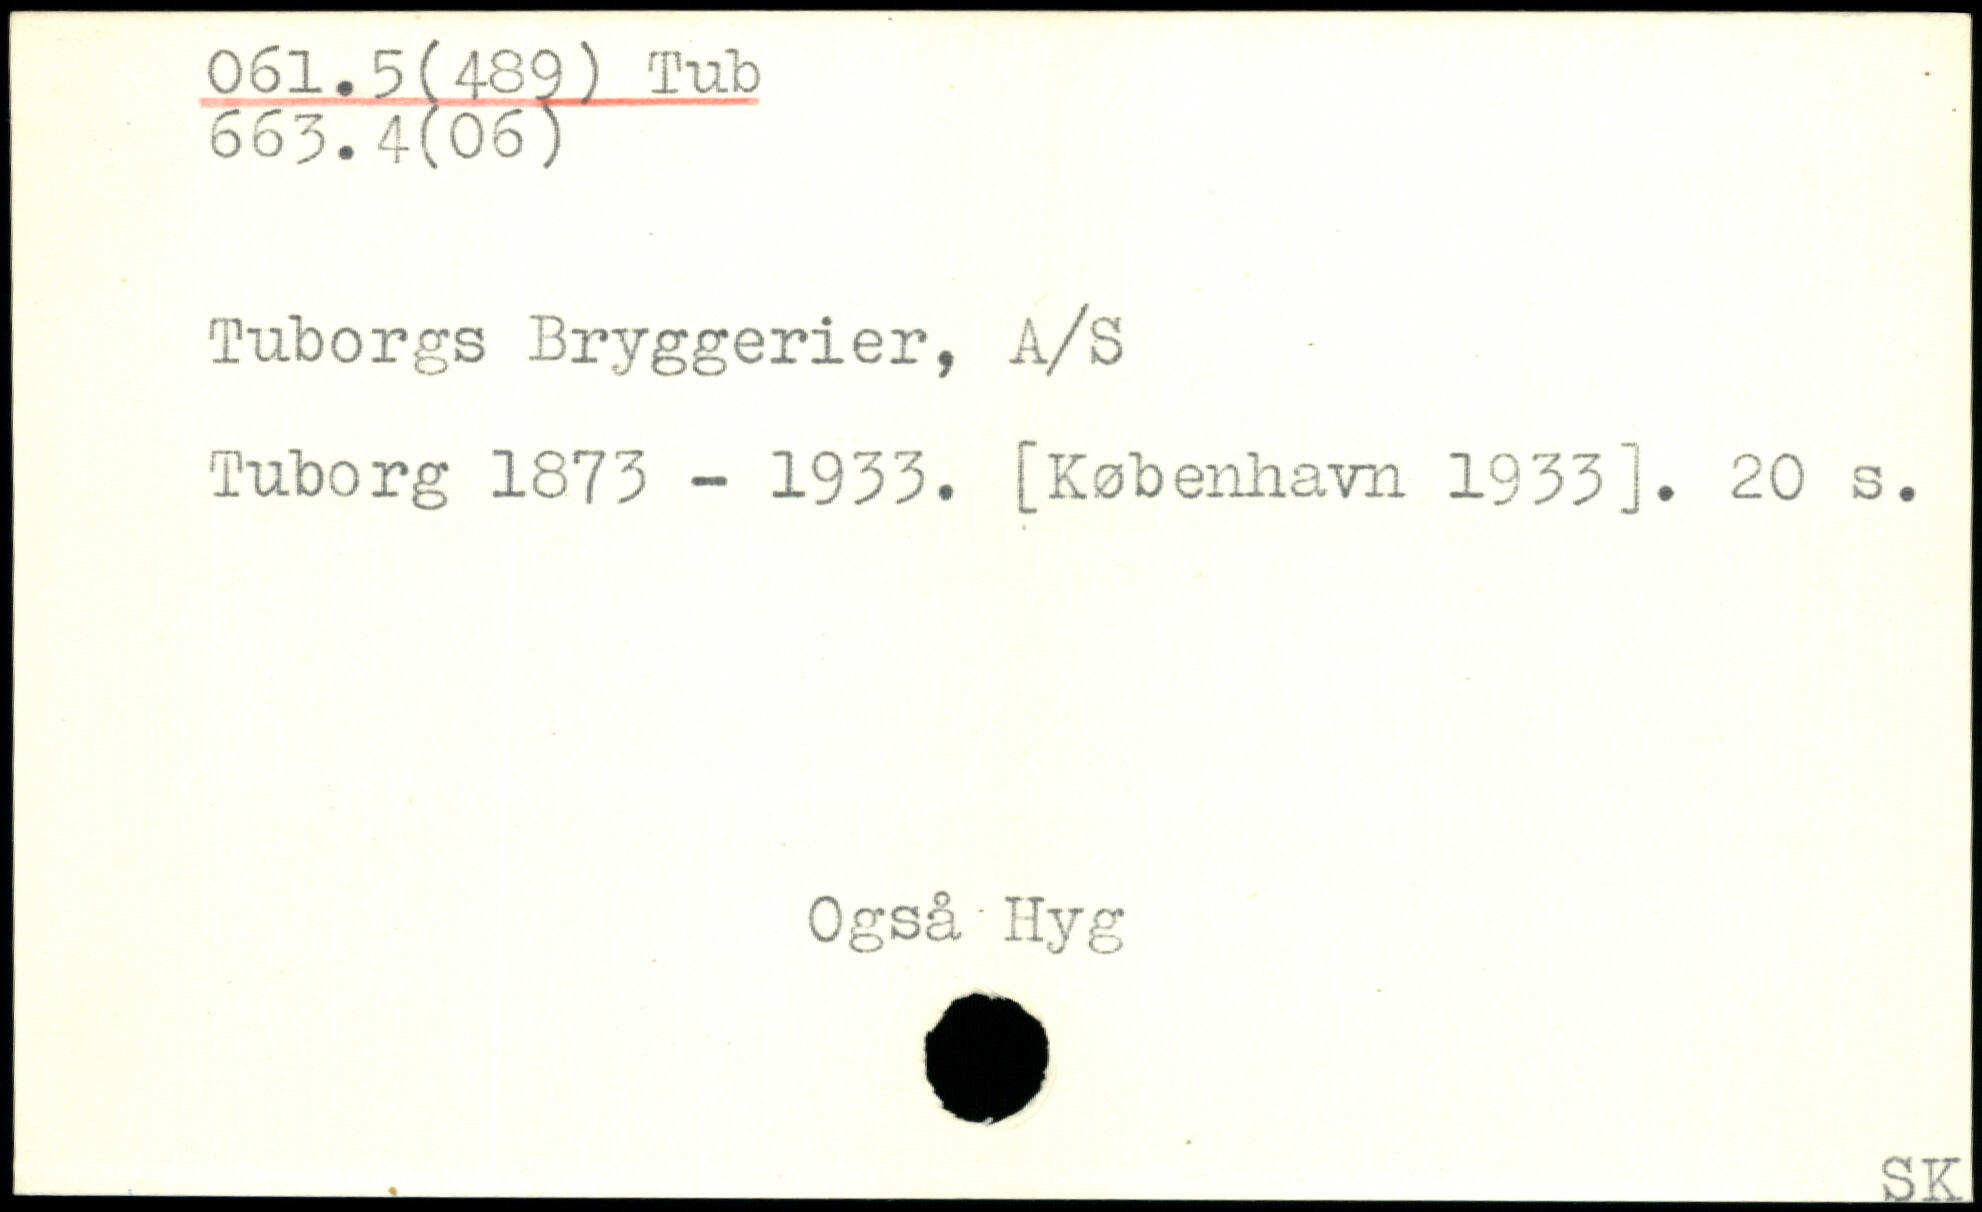 061.5(489) Tub
663.4(06)
Tuborgs Bryggerier, A/S
Tuborg 1873 - 1933. [København 1933]. 20 s.
Også Hyg
SK